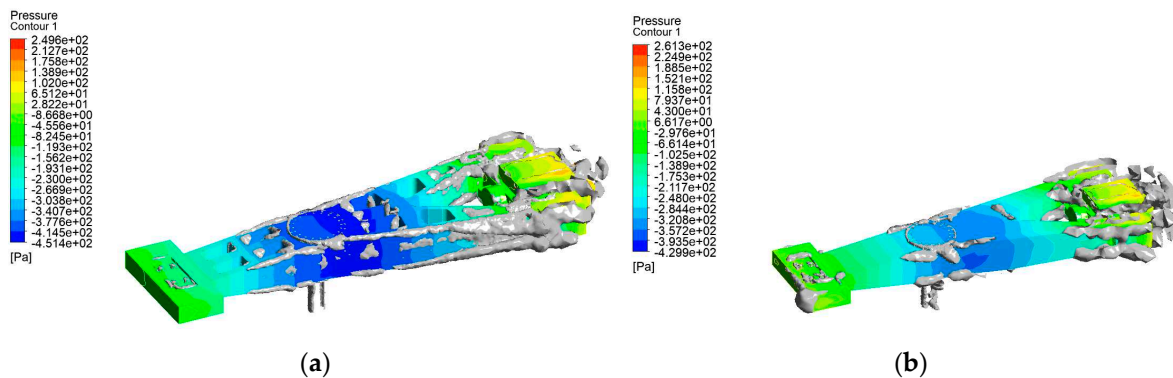 Pressure
Contour 1
2.496e+02
2.127e+02
1.758e+02
1.389e+02
1.020e+02
6.512e+01
2.822e+01
-8.668e+00
-4.556e+01
-8.245e+01
-1.193e+02
-1.562e+02
-1.931e+02
-2.300e+02
-2.669e+02
-3.038e+02
-3.407e+02
-3.776e+02
-4.145e+02
-4.514e+02
[Pa]
(a)
Pressure
Contour 1
2.613e+02
2.249e+02
1.885e+02
1.521e+02
1.158e+02
7.937e+01
4.300e+01
6.617e+00
-2.976e+01
-6.614e+01
-1.025e+02
-1.389e+02
-1.753e+02
-2.117e+02
-2.480e+02
-2.844e+02
-3.208e+02
-3.572e+02
-3.935e+02
-4.299e+02
[Pa]
(b)